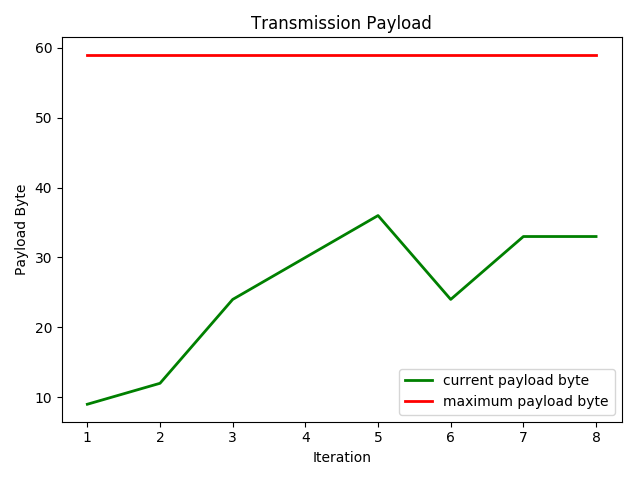 Transmission Payload
60
50
40
30
20
10
Payload Byte
1 2 3 4 5 6 7 8
Iteration
current payload byte
maximum payload byte